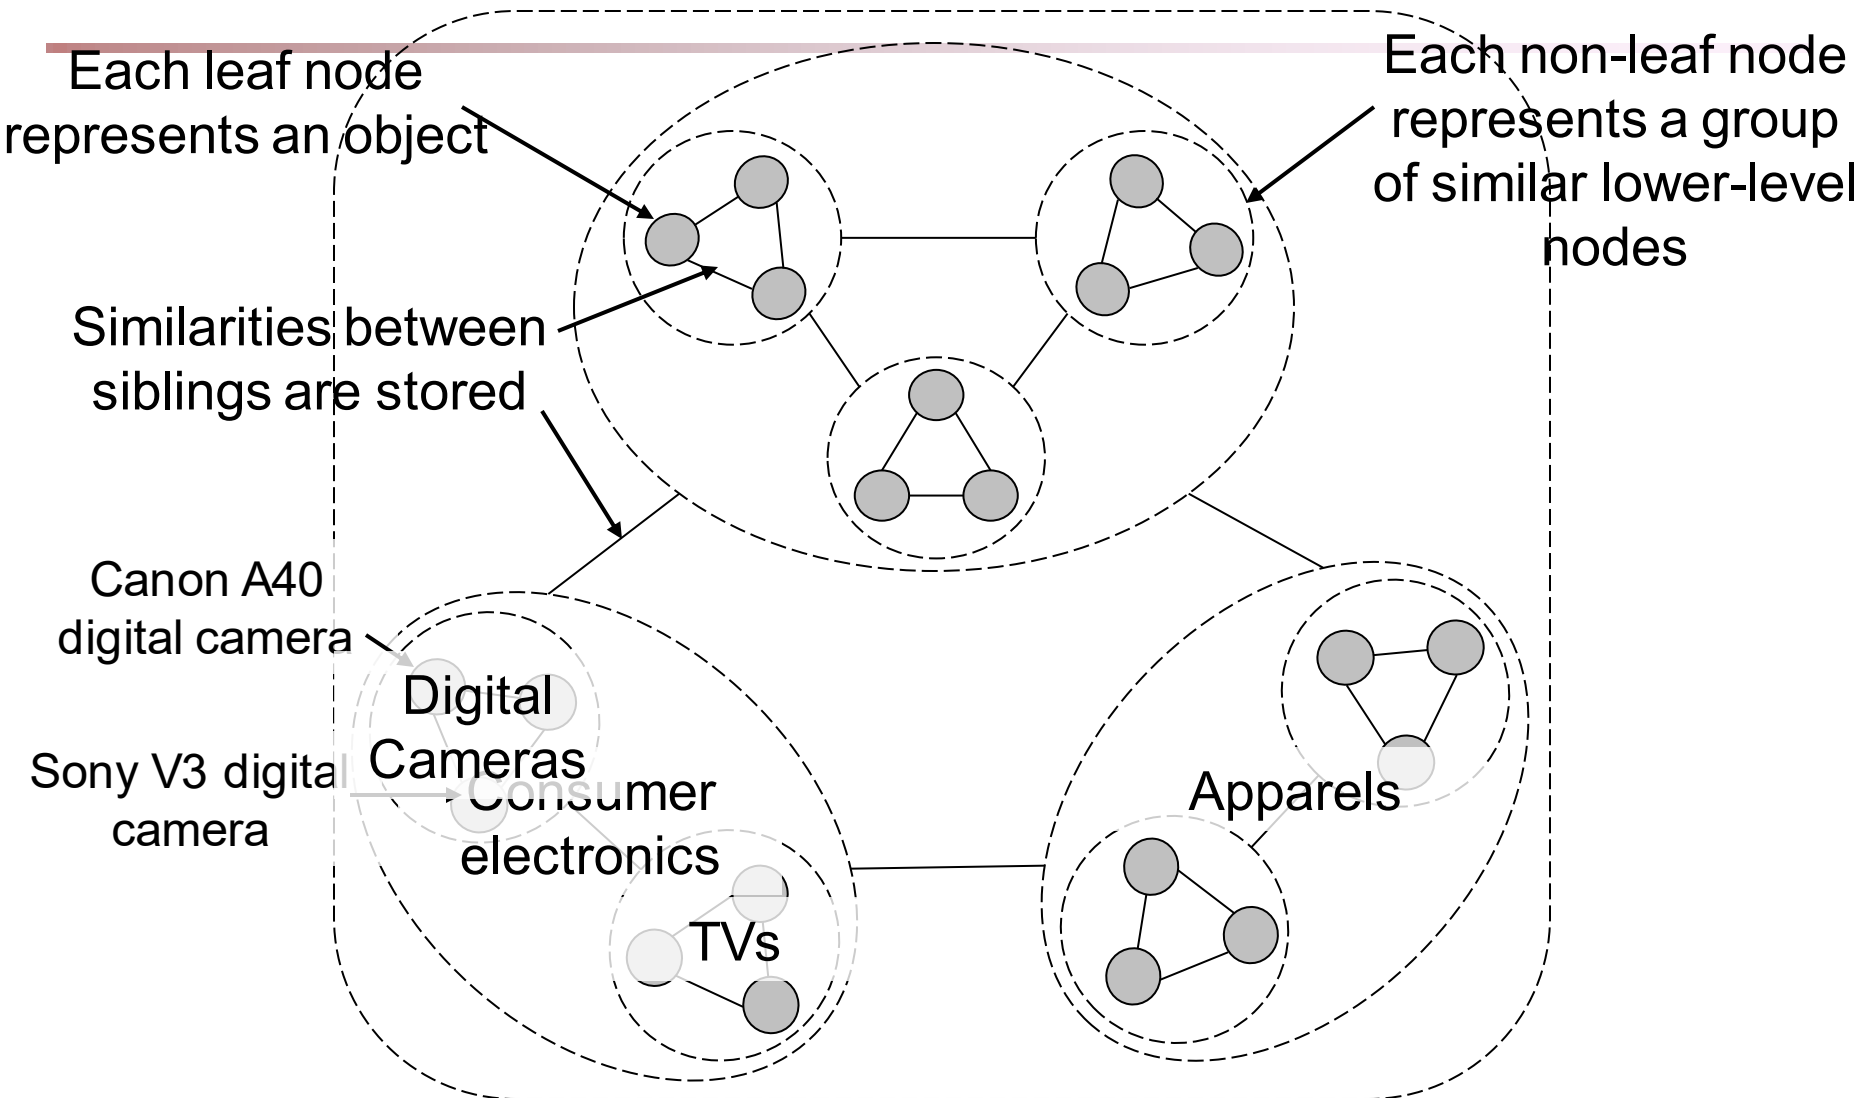 Each leaf node
represents an object
Each non-leaf node
represents a group
of similar lower-level
nodes
Similarities between
siblings are stored
Canon A40
digital camera
Sony V3 digital
camera
Digital
Cameras
Consumer
electronics
TVs
Apparels